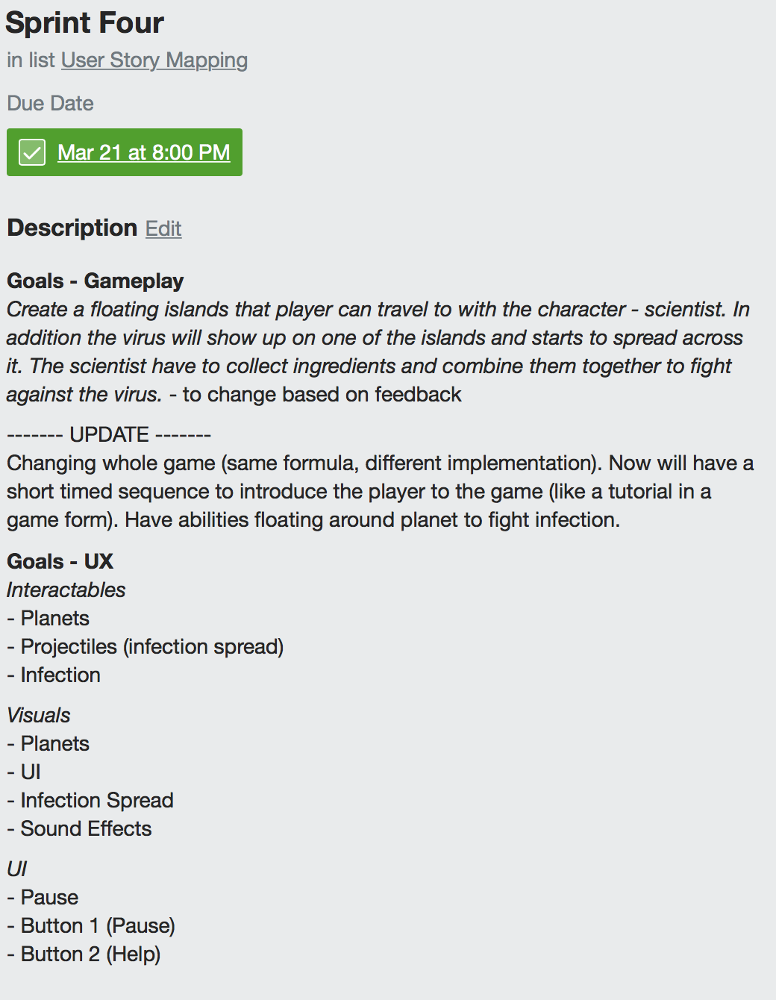 Sprint Four
in list User Story Mapping
Due Date
Mar 21 at 8:00 PM
Description Edit
Goals - Gameplay
Create a floating islands that player can travel to with the character - scientist. In
addition the virus will show up on one of the islands and starts to spread across
it. The scientist have to collect ingredients and combine them together to fight
against the virus. - to change based on feedback
------- UPDATE -------
Changing whole game (same formula, different implementation). Now will have a
short timed sequence to introduce the player to the game (like a tutorial in a
game form). Have abilities floating around planet to fight infection.
Goals - UX
Interactables
- Planets
- Projectiles (infection spread)
- Infection
Visuals
- Planets
- UI
- Infection Spread
- Sound Effects
UI
- Pause
- Button 1 (Pause)
- Button 2 (Help)